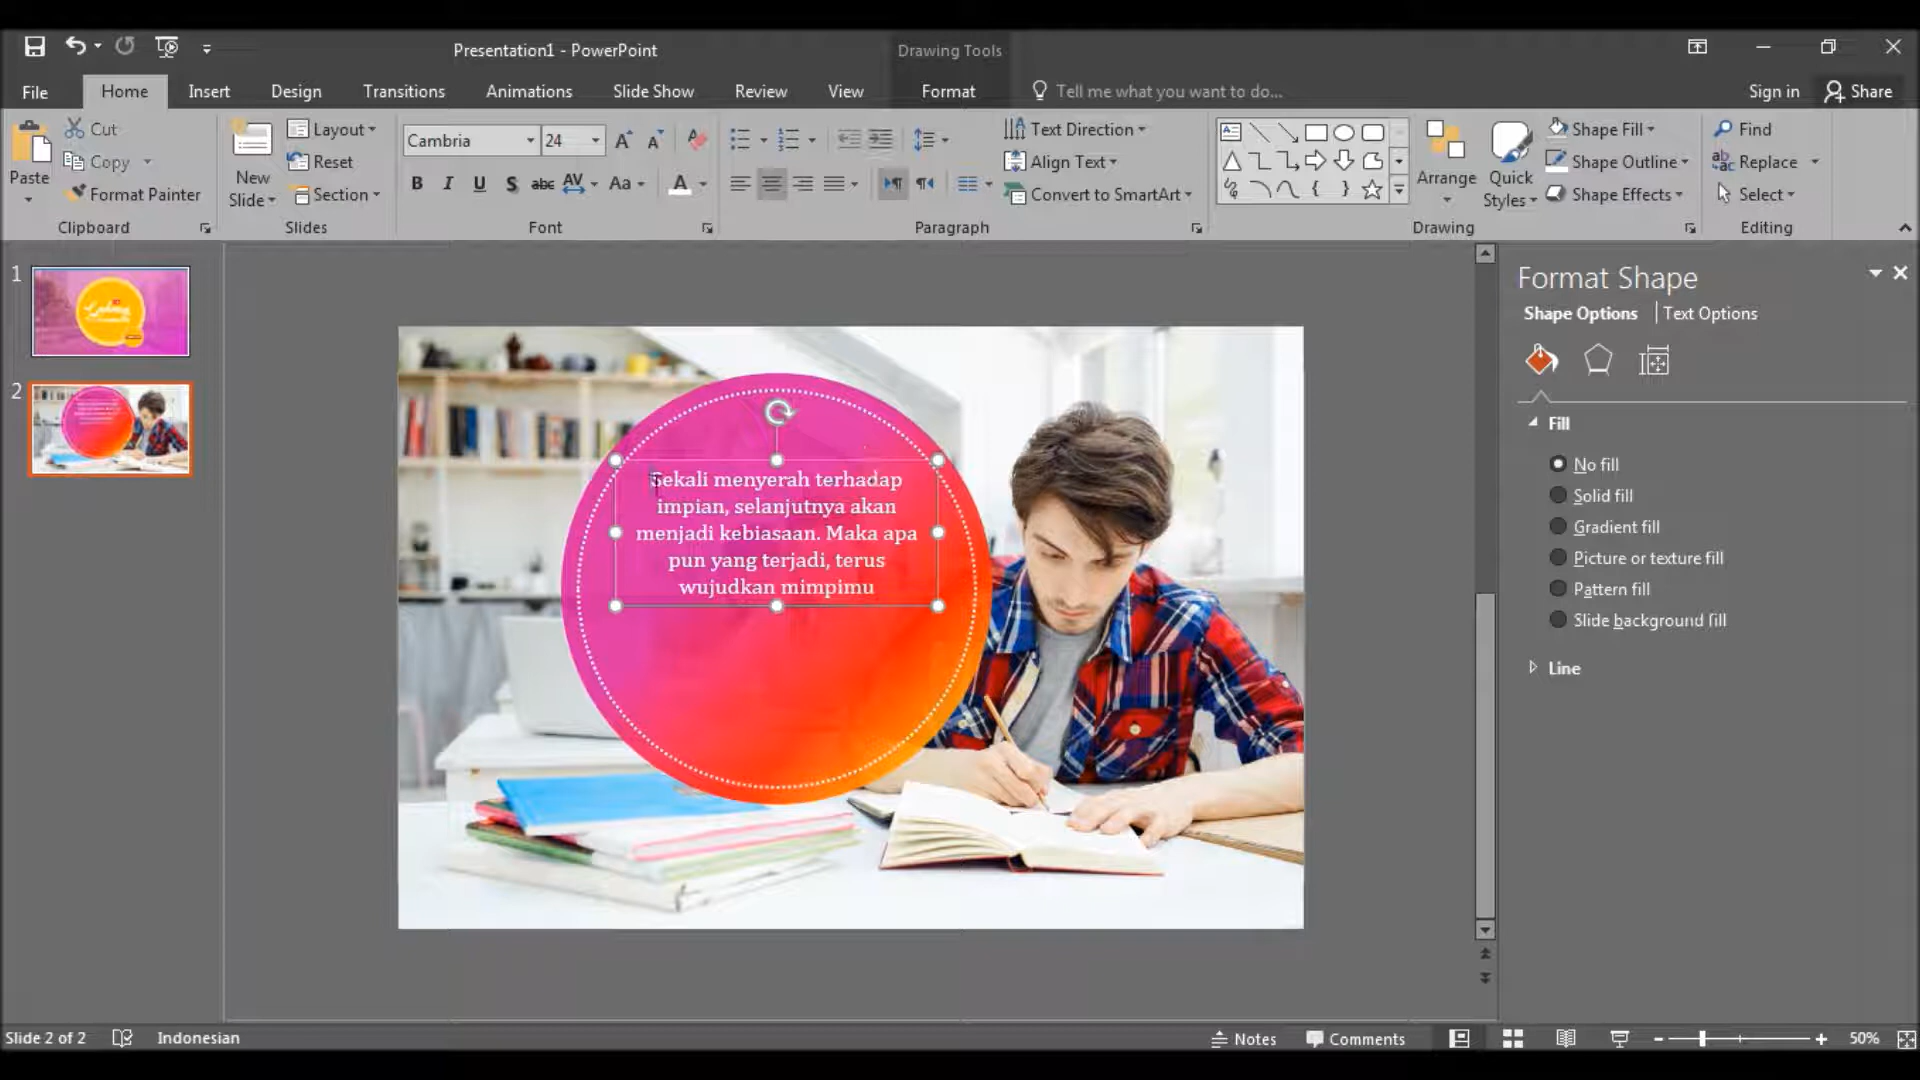 Presentation1 - PowerPoint
Drawing Tools
File
Home
Insert
Design
Transitions
Animations
Slide Show
Review
View
Format
Tell me what you want to do...
Sign in
Share
Paste
Cut
Copy
Format Painter
Clipboard
New
Slide
Layout
Reset
Section
Slides
Cambria
24
B
I
U
S
abc
AV
Aa
A
Font
Text Direction
Align Text
Convert to SmartArt
Paragraph
Arrange
Quick
Styles
Shape Fill
Shape Outline
Shape Effects
Drawing
Find
Replace
Select
Editing
1
2
Sekali menyerah terhadap
impian, selanjutnya akan
menjadi kebiasaan. Maka apa
pun yang terjadi, terus
wujudkan mimpimu
Format Shape
Shape Options
Text Options
Fill
No fill
Solid fill
Gradient fill
Picture or texture fill
Pattern fill
Slide background fill
Line
Slide 2 of 2
Indonesian
Notes
Comments
50%